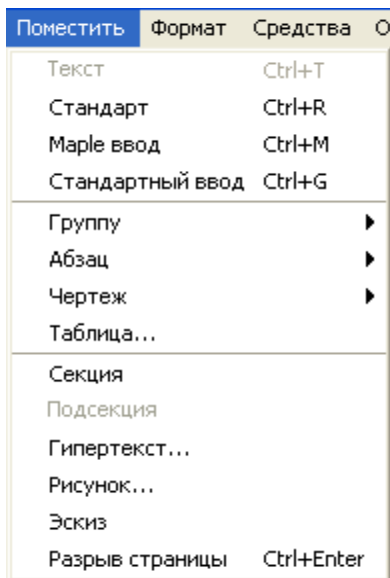 Поместить Формат Средства О
Текст Ctrl+T
Стандарт Ctrl+R
Maple ввод Ctrl+M
Стандартный ввод Ctrl+G
Группу
Абзац
Чертеж
Таблица...
Секция
Подсекция
Гипертекст...
Рисунок...
Эскиз
Разрыв страницы Ctrl+Enter